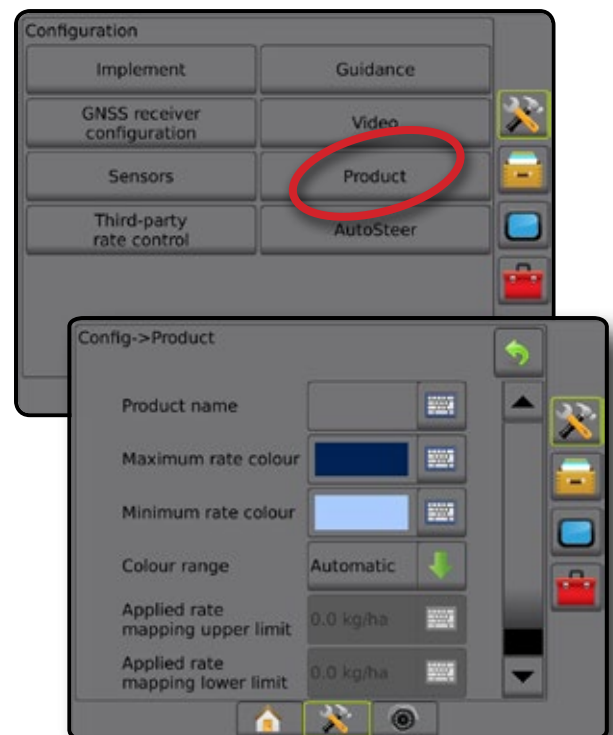 Configuration
Implement
Guidance
GNSS receiver
configuration
Video
Sensors
Product
Third-party
rate control
AutoSteer
Config->Product
Product name
Maximum rate colour
Minimum rate colour
Colour range
Automatic
Applied rate
mapping upper limit
0.0 kg/ha
Applied rate
mapping lower limit
0.0 kg/ha